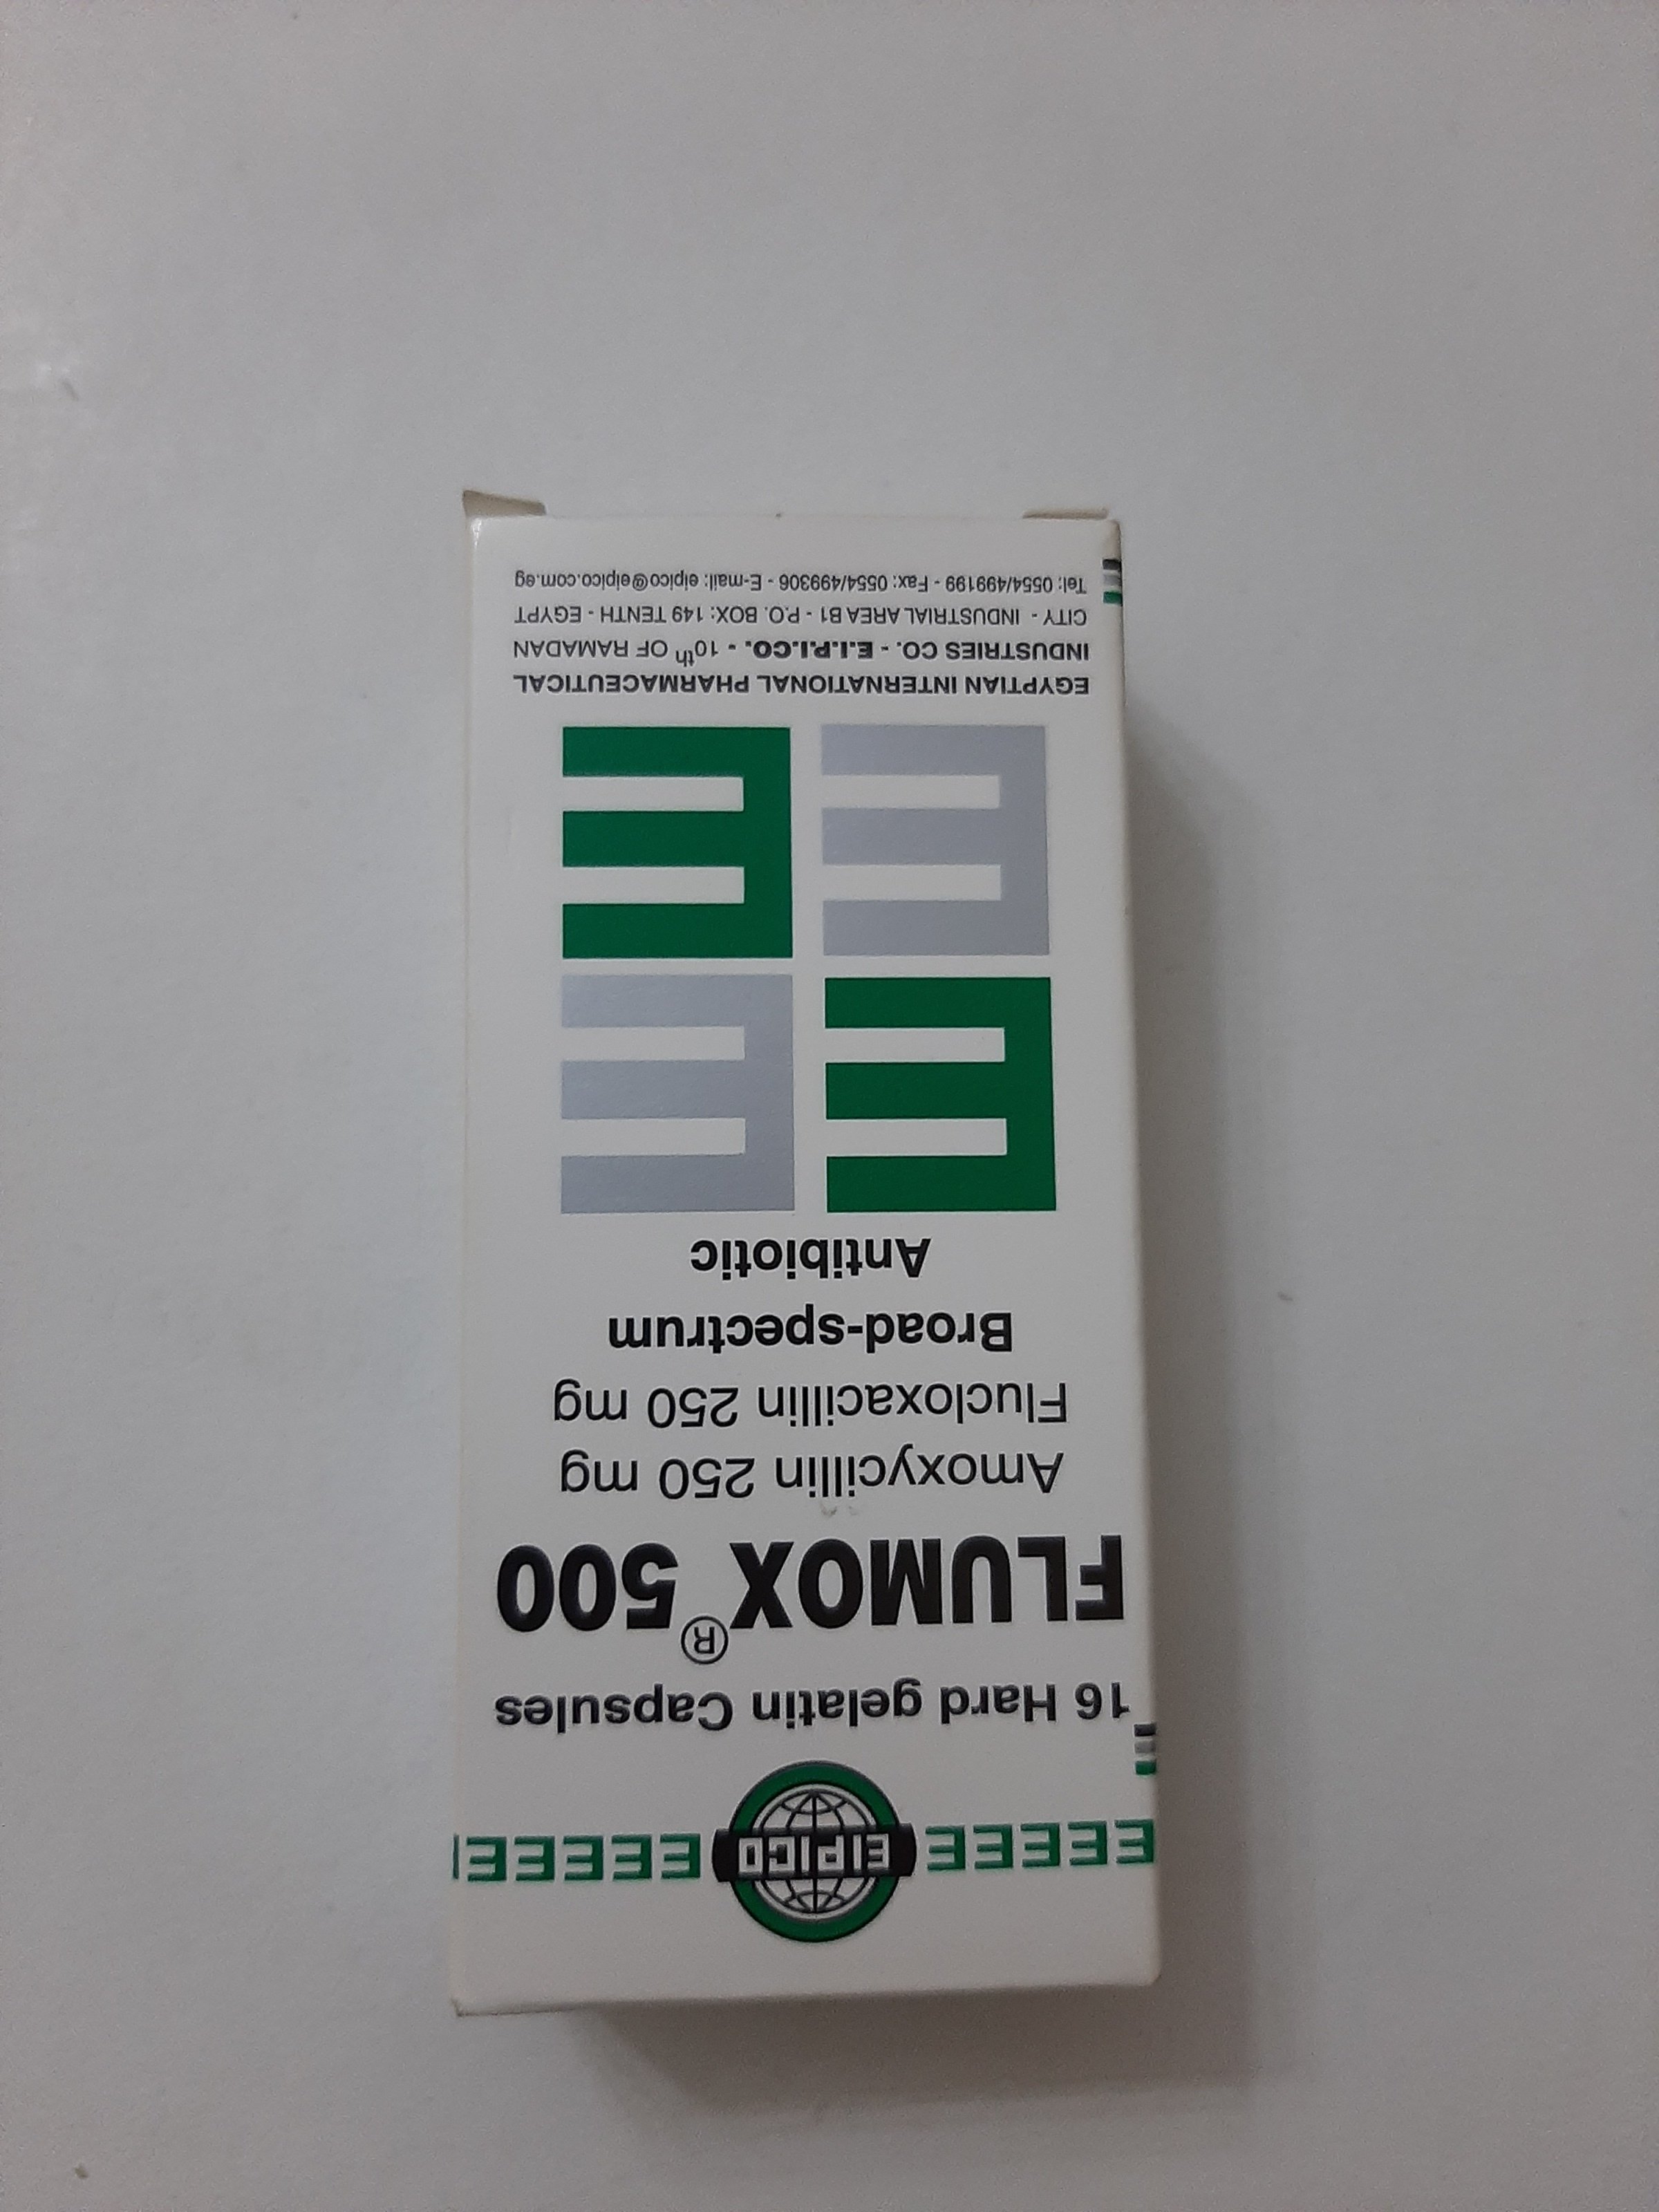 EEEEE EIPICO EEEEE
16 Hard gelatin Capsules
FLUMOX® 500
Amoxycillin 250 mg
Flucloxacillin 250 mg
Broad-spectrum
Antibiotic
EGYPTIAN INTERNATIONAL PHARMACEUTICAL
INDUSTRIES CO. - E.I.P.I.CO. - 10th OF RAMADAN
CITY - INDUSTRIAL AREA B1 - P.O. BOX: 149 TENTH - EGYPT
Tel: 0554/499199 - Fax: 0554/499306 - E-mail: eipico@eipico.com.eg